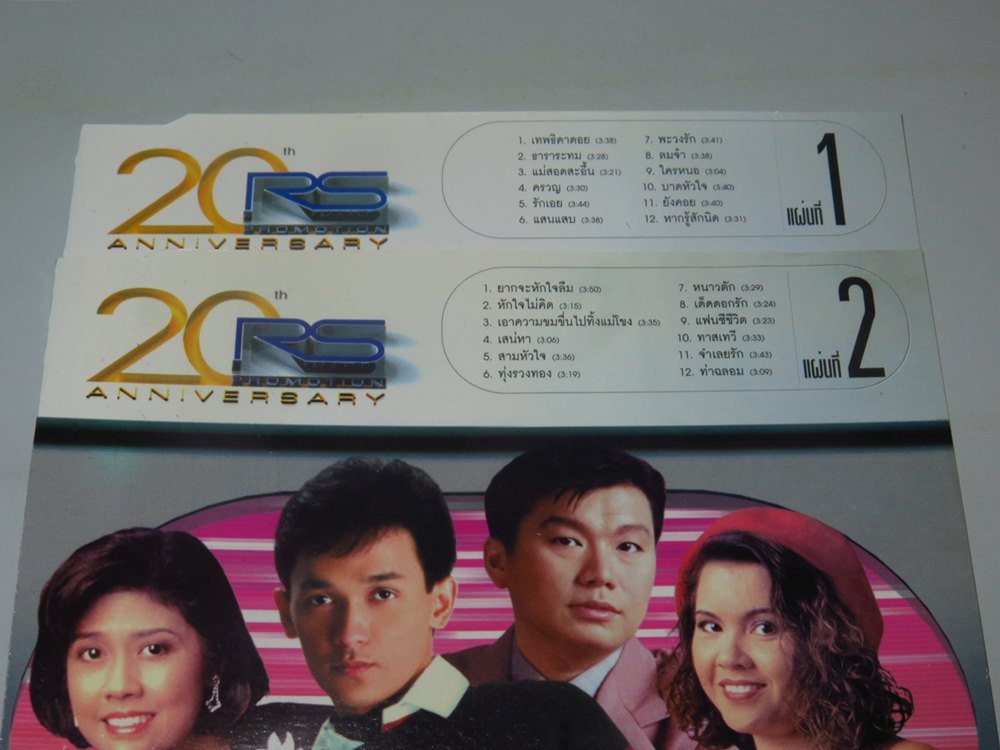 20th
RS
PROMOTION
ANNIVERSARY
1. เทพธิดาดอย (3:38)
2. ธาราระทม (3:28)
3. แม่สอดสะอื้น (3:21)
4. ครวญ (3:30)
5. รักเอย (3:44)
6. แสนแสบ (3:38)
7. พะวงรัก (3:41)
8. ลมจ๋า (3:38)
9. ใครหนอ (3:04)
10. บาดหัวใจ (3:40)
11. ยังคอย (3:40)
12. หากรู้สักนิด (3:31)
แผ่นที่ 1
20th
RS
PROMOTION
ANNIVERSARY
1. ยากจะหักใจลืม (3:50)
2. หักใจไม่คิด (3:15)
3. เอาความขมขื่นไปทิ้งแม่โขง (3:35)
4. เสน่หา (3:06)
5. สามหัวใจ (3:36)
6. ทุ่งรวงทอง (3:19)
7. หนาวตัก (3:29)
8. เด็ดดอกรัก (3:24)
9. แฟนซีชีวิต (3:23)
10. ทาสเทวี (3:33)
11. จำเลยรัก (3:43)
12. ท่าฉลอม (3:09)
แผ่นที่ 2